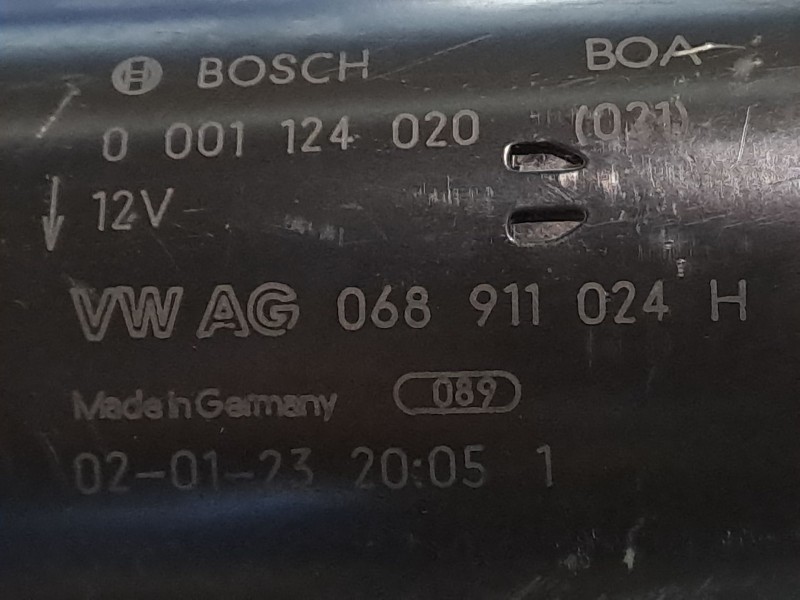 BOSCH BOA
0 001 124 020 (021)
12V
VW AG 068 911 024 H
Made in Germany 089
02-01-23 20:05 1